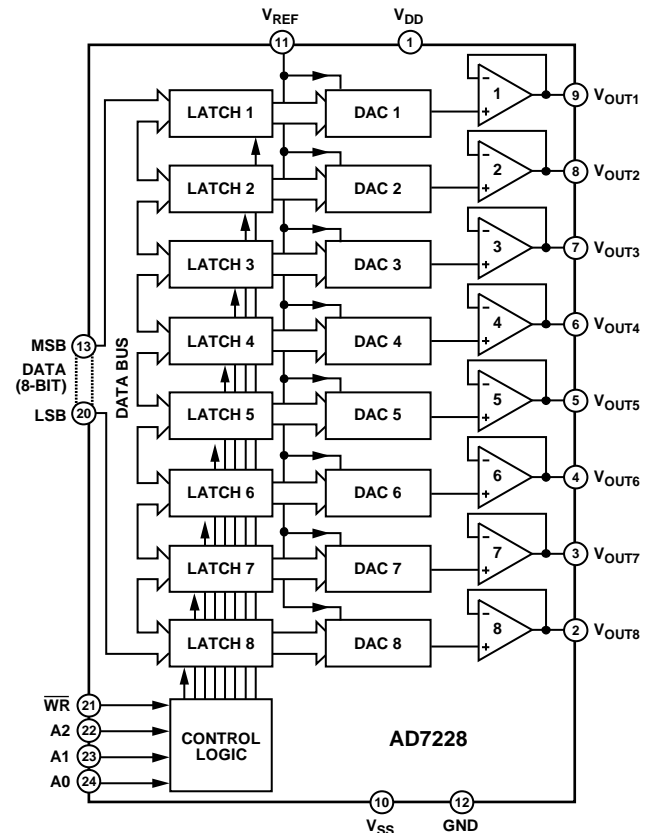 VREF
VDD
11
1
LATCH 1
DAC 1
1
9
VOUT1
LATCH 2
DAC 2
2
8
VOUT2
LATCH 3
DAC 3
3
7
VOUT3
MSB
13
LATCH 4
DAC 4
4
6
VOUT4
DATA
(8-BIT)
DATA BUS
LSB
20
LATCH 5
DAC 5
5
5
VOUT5
LATCH 6
DAC 6
6
4
VOUT6
LATCH 7
DAC 7
7
3
VOUT7
LATCH 8
DAC 8
8
2
VOUT8
WR
21
A2
22
A1
23
A0
24
CONTROL
LOGIC
AD7228
10
12
VSS
GND